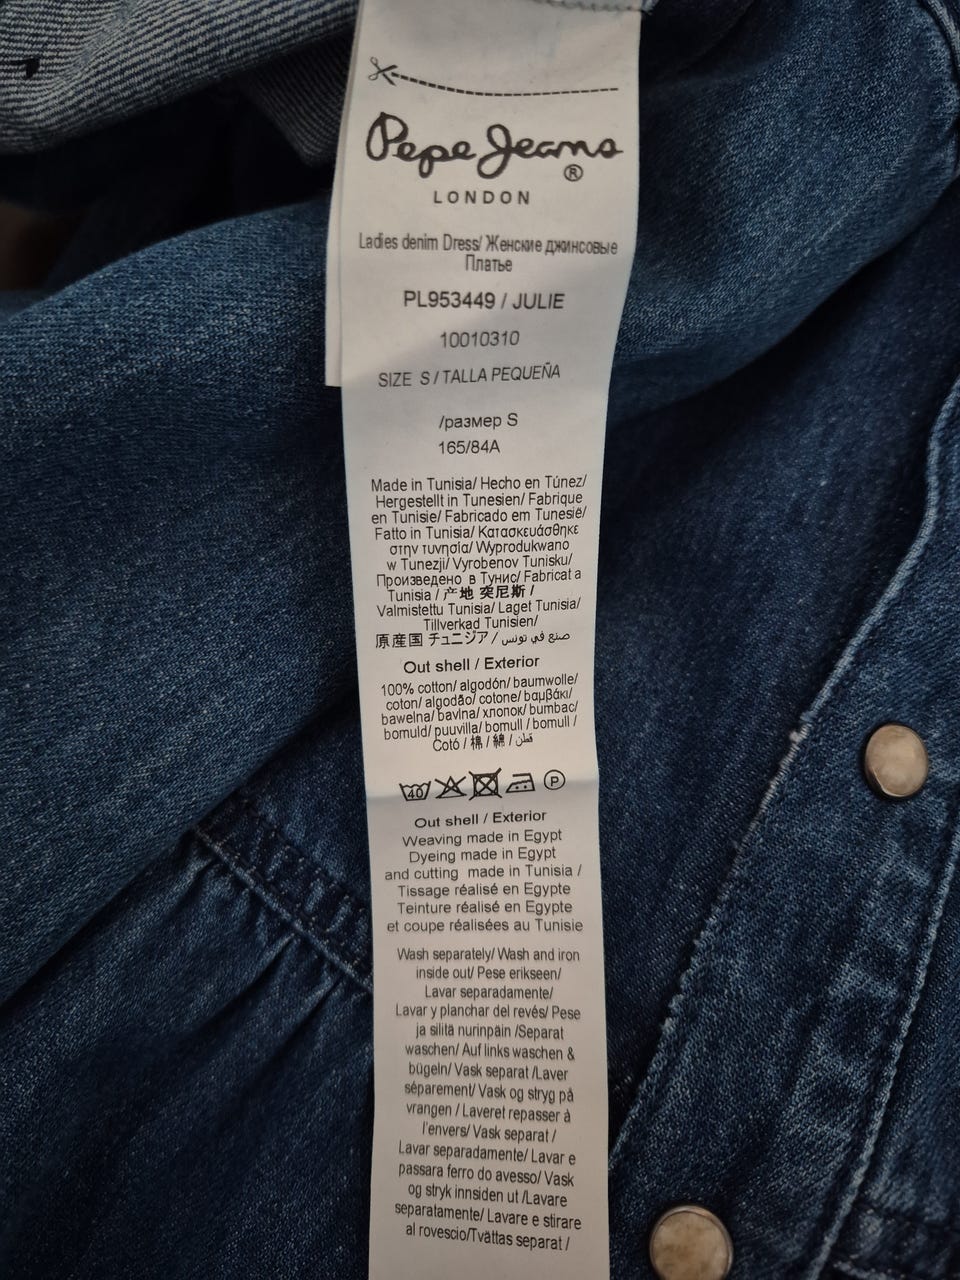 Pepe Jeans
®
LONDON
Ladies denim Dress/ Женские джинсовые
Платье
PL953449 / JULIE
10010310
SIZE S / TALLA PEQUEÑA
/размер S
165/84A
Made in Tunisia/ Hecho en Túnez/
Hergestellt in Tunesien/ Fabrique
en Tunisie/ Fabricado em Tunesië/
Fatto in Tunisia/ Κατασκευάσθηκε
στην τυνησία/ Wyprodukwano
w Tunezji/ Vyrobenov Tunisku/
Произведено в Тунис/ Fabricat a
Tunisia / 产地 突尼斯 /
Valmistettu Tunisia/ Laget Tunisia/
Tillverkad Tunisien/
原産国 チュニジア / صنع في تونس
Out shell / Exterior
100% cotton/ algodón/ baumwolle/
coton/ algodão/ cotone/ βαμβάκι/
bawełna/ bavlna/ хлопок/ bumbac/
bomuld/ puuvilla/ bomull / bomull /
Cotó / 棉 / 綿 / قطن
40 P
Out shell / Exterior
Weaving made in Egypt
Dyeing made in Egypt
and cutting made in Tunisia /
Tissage réalisé en Egypte
Teinture réalisé en Egypte
et coupe réalisées au Tunisie
Wash separately/ Wash and iron
inside out/ Pese erikseen/
Lavar separadamente/
Lavar y planchar del revés/ Pese
ja silitä nurinpäin /Separat
waschen/ Auf links waschen &
bügeln/ Vask separat /Laver
séparement/ Vask og stryg på
vrangen / Laveret repasser à
l'envers/ Vask separat /
Lavar separadamente/ Lavar e
passara ferro do avesso/ Vask
og stryk innsiden ut /Lavare
separatamente/ Lavare e stirare
al rovescio/Tvättas separat /